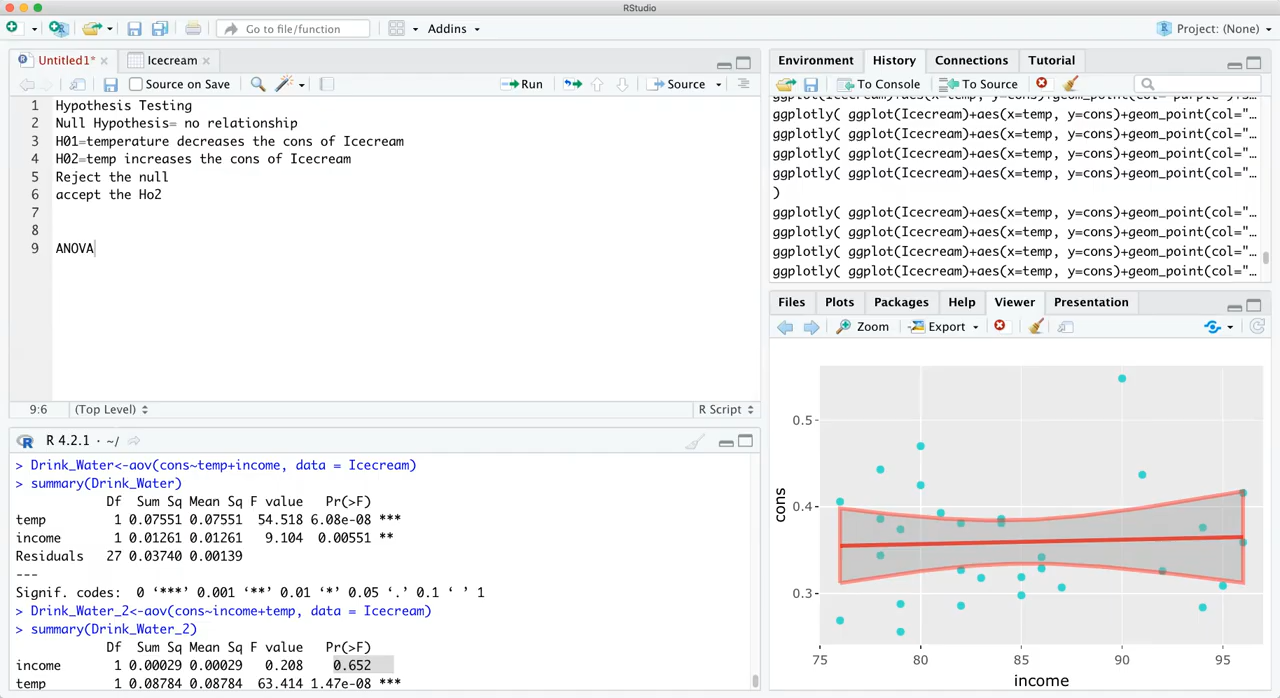 RStudio
Go to file/function
Addins
Project: (None)
Untitled1*
Icecream
Source on Save
Run
Source
1 Hypothesis Testing
2 Null Hypothesis= no relationship
3 H01=temperature decreases the cons of Icecream
4 H02=temp increases the cons of Icecream
5 Reject the null
6 accept the Ho2
7
8
9 ANOVA
9:6 (Top Level) R Script
R 4.2.1 · ~/
> Drink_Water<-aov(cons~temp+income, data = Icecream)
> summary(Drink_Water)
Df Sum Sq Mean Sq F value Pr(>F)
temp 1 0.07551 0.07551 54.518 6.08e-08 ***
income 1 0.01261 0.01261 9.104 0.00551 **
Residuals 27 0.03740 0.00139
---
Signif. codes: 0 ‘***’ 0.001 ‘**’ 0.01 ‘*’ 0.05 ‘.’ 0.1 ‘ ’ 1
> Drink_Water_2<-aov(cons~income+temp, data = Icecream)
> summary(Drink_Water_2)
Df Sum Sq Mean Sq F value Pr(>F)
income 1 0.00029 0.00029 0.208 0.652
temp 1 0.08784 0.08784 63.414 1.47e-08 ***
Environment History Connections Tutorial
To Console To Source
ggplotly( ggplot(Icecream)+aes(x=temp, y=cons)+geom_point(col="…
ggplotly( ggplot(Icecream)+aes(x=temp, y=cons)+geom_point(col="…
ggplotly( ggplot(Icecream)+aes(x=temp, y=cons)+geom_point(col="…
ggplotly( ggplot(Icecream)+aes(x=temp, y=cons)+geom_point(col="…
)
ggplotly( ggplot(Icecream)+aes(x=temp, y=cons)+geom_point(col="…
ggplotly( ggplot(Icecream)+aes(x=temp, y=cons)+geom_point(col="…
ggplotly( ggplot(Icecream)+aes(x=temp, y=cons)+geom_point(col="…
ggplotly( ggplot(Icecream)+aes(x=temp, y=cons)+geom_point(col="…
Files Plots Packages Help Viewer Presentation
Zoom Export
0.5
0.4
0.3
cons
75 80 85 90 95
income